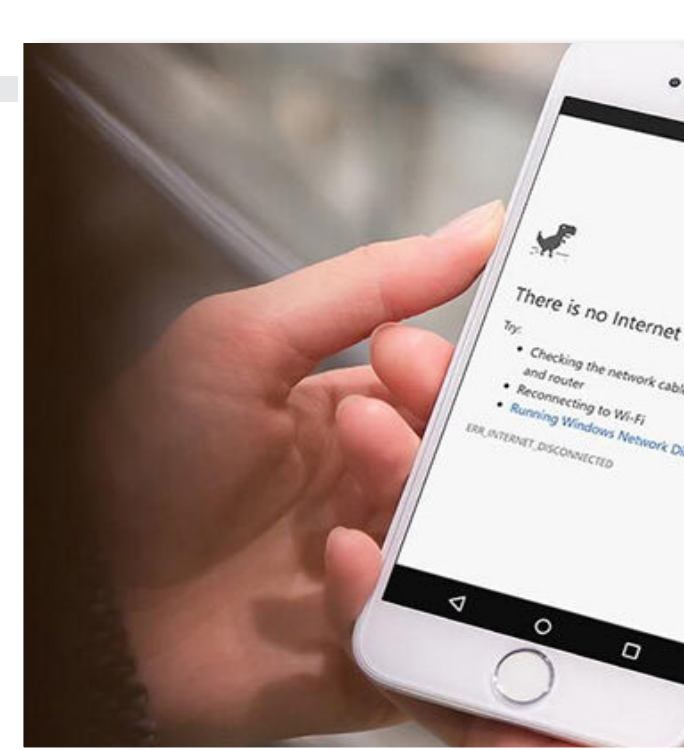 There is no Internet
Try:
• Checking the network cable
and router
• Reconnecting to Wi-Fi
• Running Windows Network Di
ERR_INTERNET_DISCONNECTED